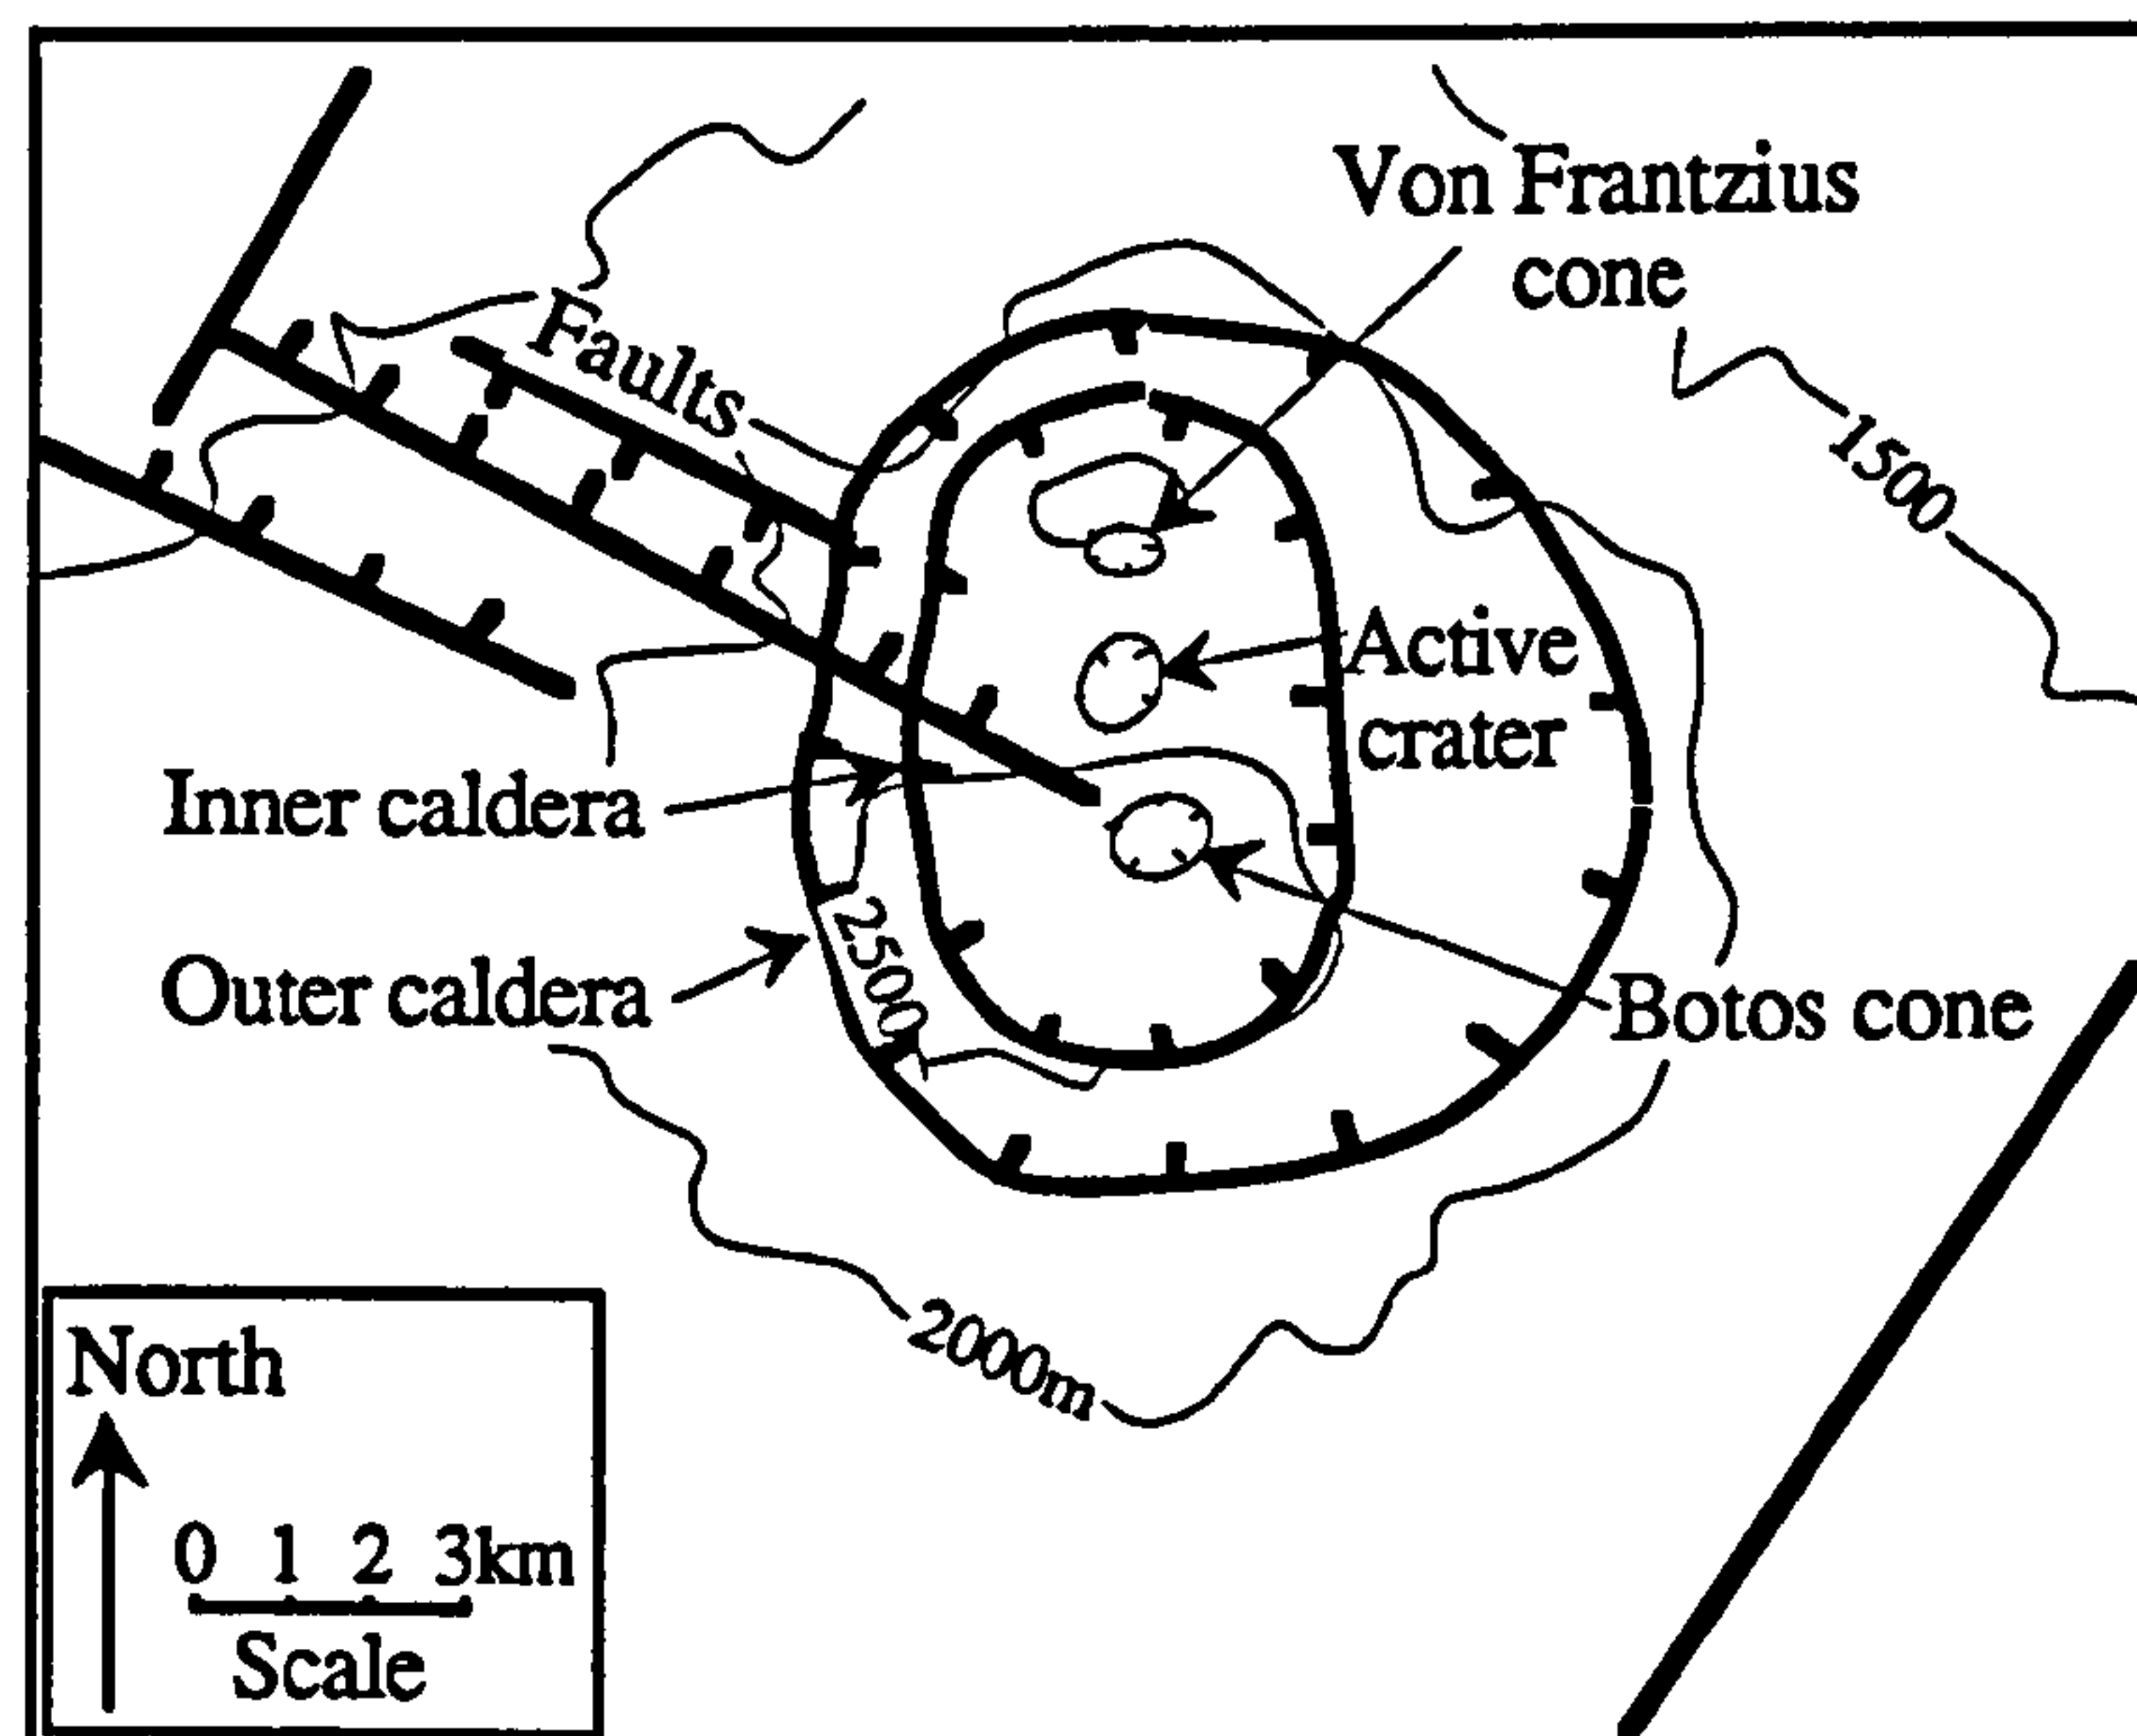 Von Frantzius
cone
Faults
1500
Active
crater
Inner caldera
2500
Outer caldera
Botos cone
2000m
North
0 1 2 3km
Scale